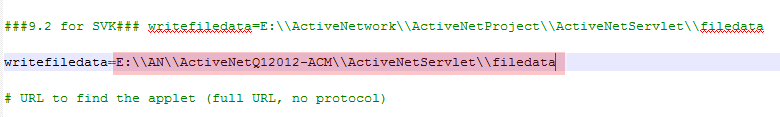 ###9.2 for SVK### writefiledata=E:\\ActiveNetwork\\ActiveNetProject\\ActiveNetServlet\\filedata
writefiledata=E:\\AN\\ActiveNetQ12012-ACM\\ActiveNetServlet\\filedata
# URL to find the applet (full URL, no protocol)